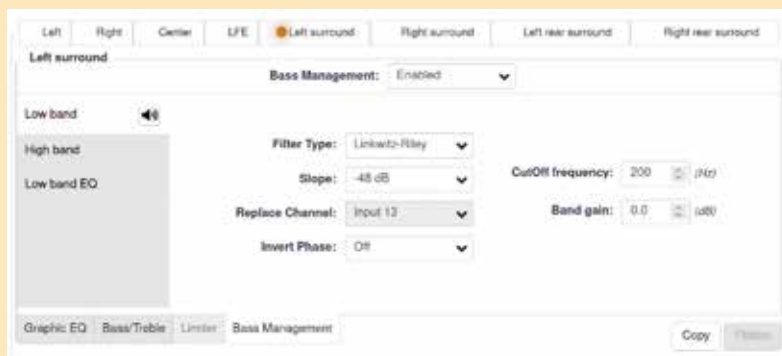 Left Right Center LFE Left surround Right surround Left rear surround Right rear surround
Left surround
Bass Management: Enabled
Low band
High band
Low band EQ
Filter Type: Linkwitz-Riley
Slope: -48 dB
CutOff frequency: 200 (Hz)
Replace Channel: Input 13
Band gain: 0.0 (dB)
Invert Phase: Off
Graphic EQ Bass/Treble Limiter Bass Management
Copy